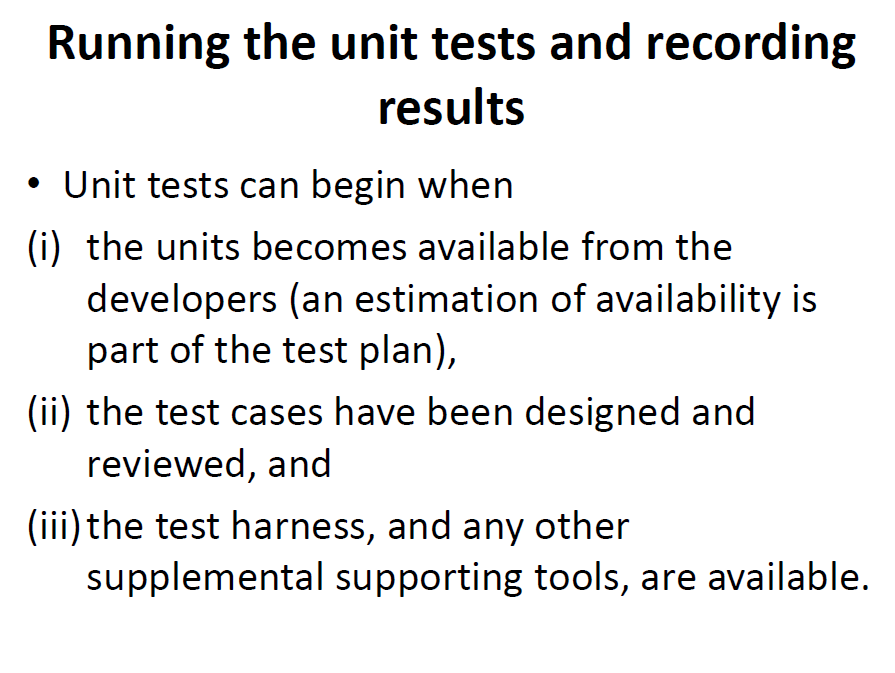 Running the unit tests and recording
results
• Unit tests can begin when
(i) the units becomes available from the
developers (an estimation of availability is
part of the test plan),
(ii) the test cases have been designed and
reviewed, and
(iii) the test harness, and any other
supplemental supporting tools, are available.